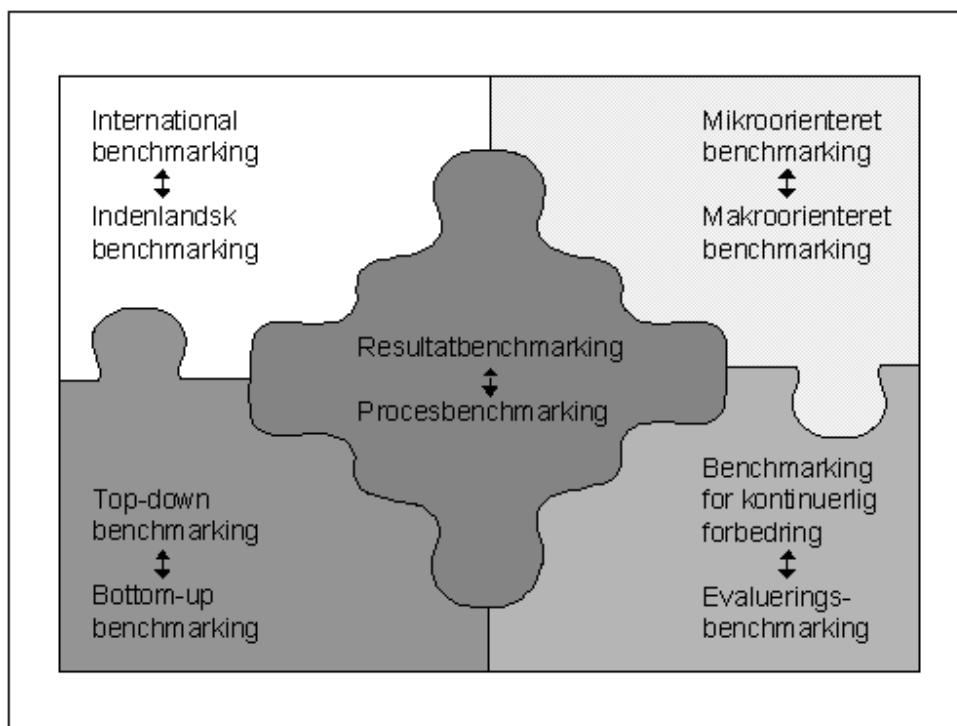 International
benchmarking
Indenlandsk
benchmarking
Mikroorienteret
benchmarking
Makroorienteret
benchmarking
Resultatbenchmarking
Procesbenchmarking
Top-down
benchmarking
Bottom-up
benchmarking
Benchmarking
for kontinuerlig
forbedring
Evaluerings-
benchmarking